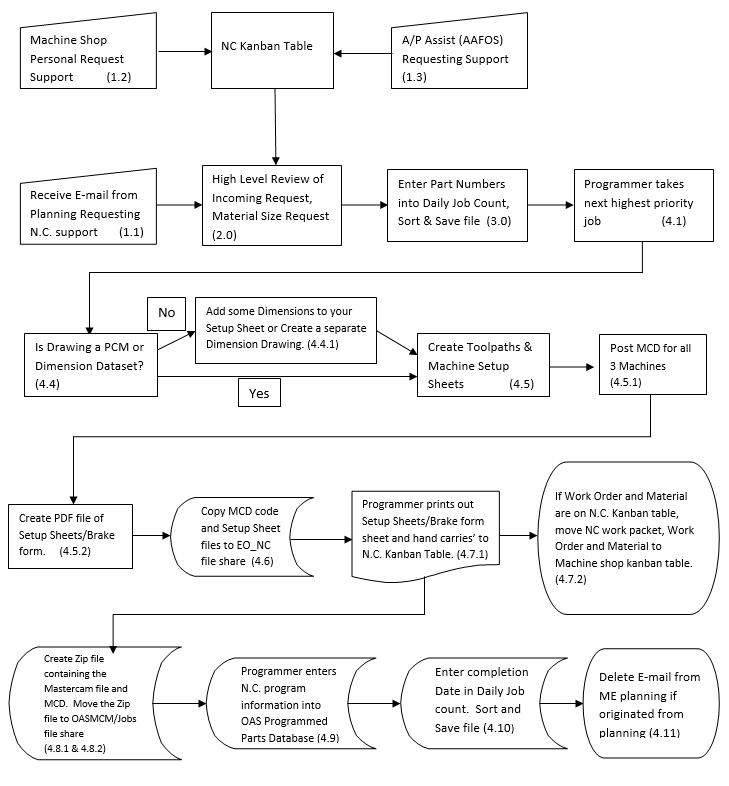 Machine Shop
Personal Request
Support (1.2)
NC Kanban Table
A/P Assist (AAFOS)
Requesting Support
(1.3)
Receive E-mail from
Planning Requesting
N.C. support (1.1)
High Level Review of
Incoming Request,
Material Size Request
(2.0)
Enter Part Numbers
into Daily Job Count,
Sort & Save file (3.0)
Programmer takes
next highest priority
job (4.1)
No
Add some Dimensions to your
Setup Sheet or Create a separate
Dimension Drawing. (4.4.1)
Is Drawing a PCM or
Dimension Dataset?
(4.4)
Yes
Create Toolpaths &
Machine Setup
Sheets (4.5)
Post MCD for all
3 Machines
(4.5.1)
Create PDF file of
Setup Sheets/Brake
form. (4.5.2)
Copy MCD code
and Setup Sheet
files to EO_NC
file share (4.6)
Programmer prints out
Setup Sheets/Brake form
sheet and hand carries’ to
N.C. Kanban Table. (4.7.1)
If Work Order and Material
are on N.C. Kanban table,
move NC work packet, Work
Order and Material to
Machine shop kanban table.
(4.7.2)
Create Zip file
containing the
Mastercam file and
MCD. Move the Zip
file to OASMCM/Jobs
file share
(4.8.1 & 4.8.2)
Programmer enters
N.C. program
information into
OAS Programmed
Parts Database (4.9)
Enter completion
Date in Daily Job
count. Sort and
Save file (4.10)
Delete E-mail from
ME planning if
originated from
planning (4.11)